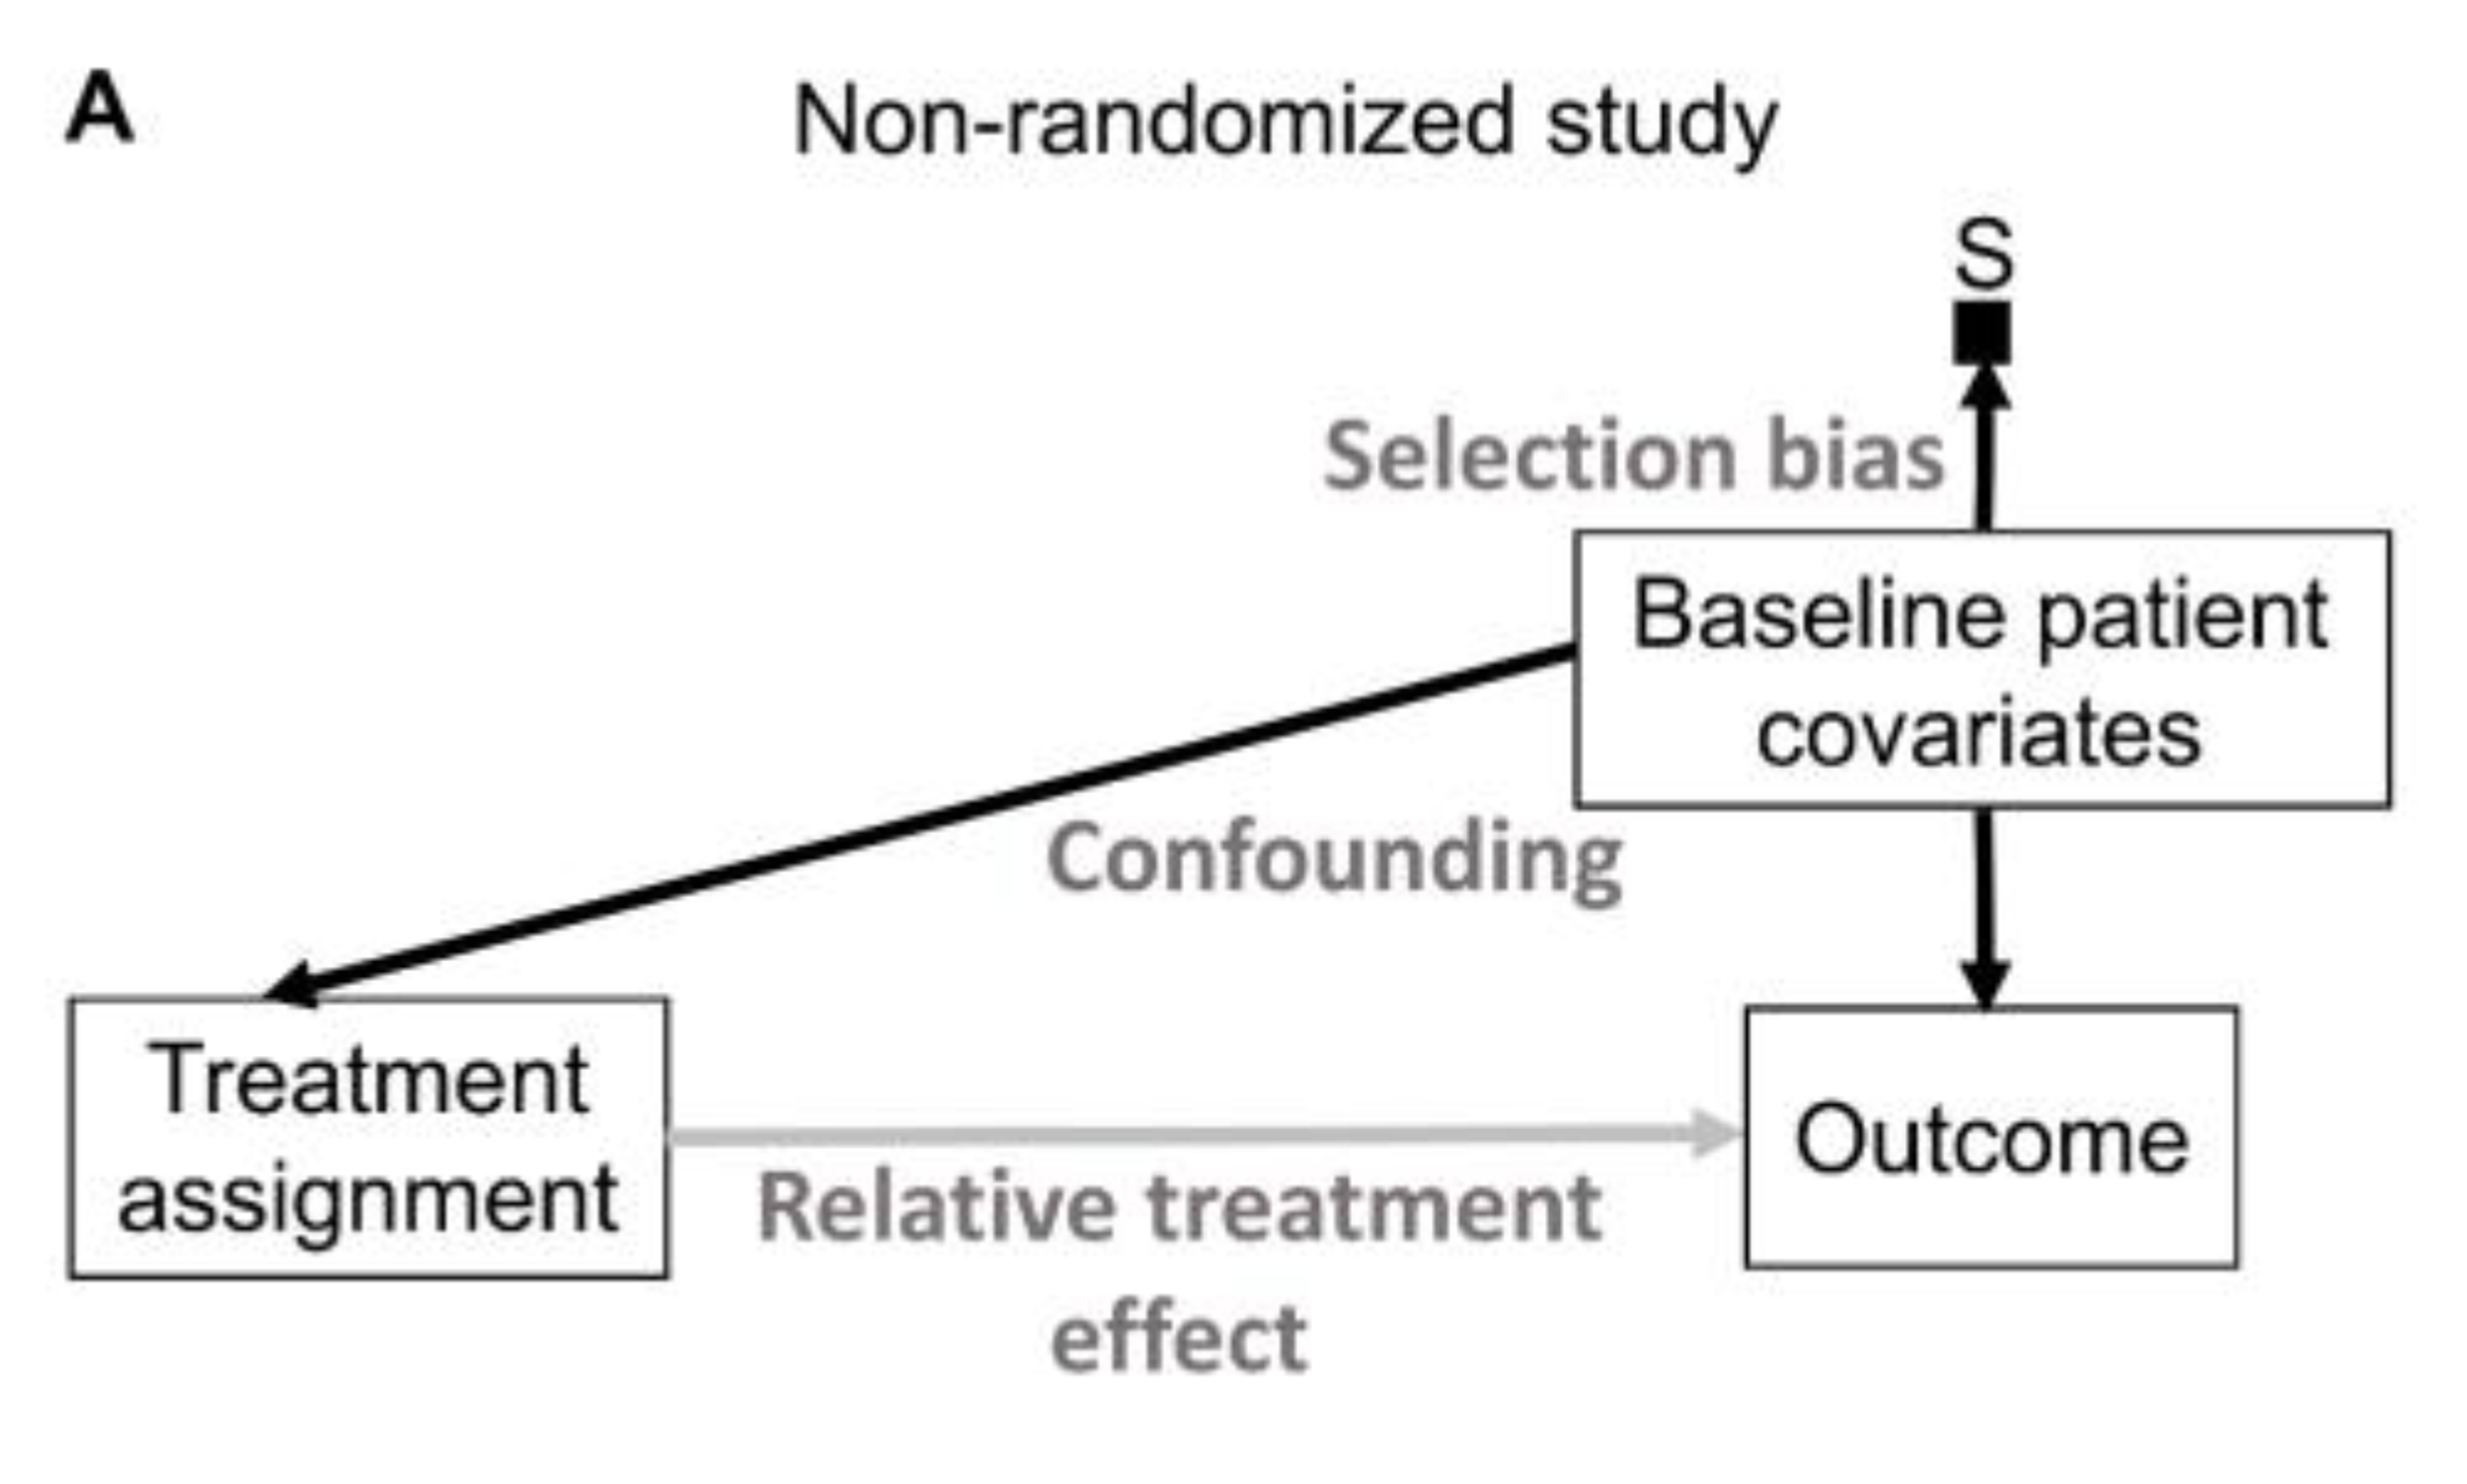 A
Non-randomized study
S
Selection bias
Baseline patient
covariates
Confounding
Treatment
assignment
Relative treatment
effect
Outcome